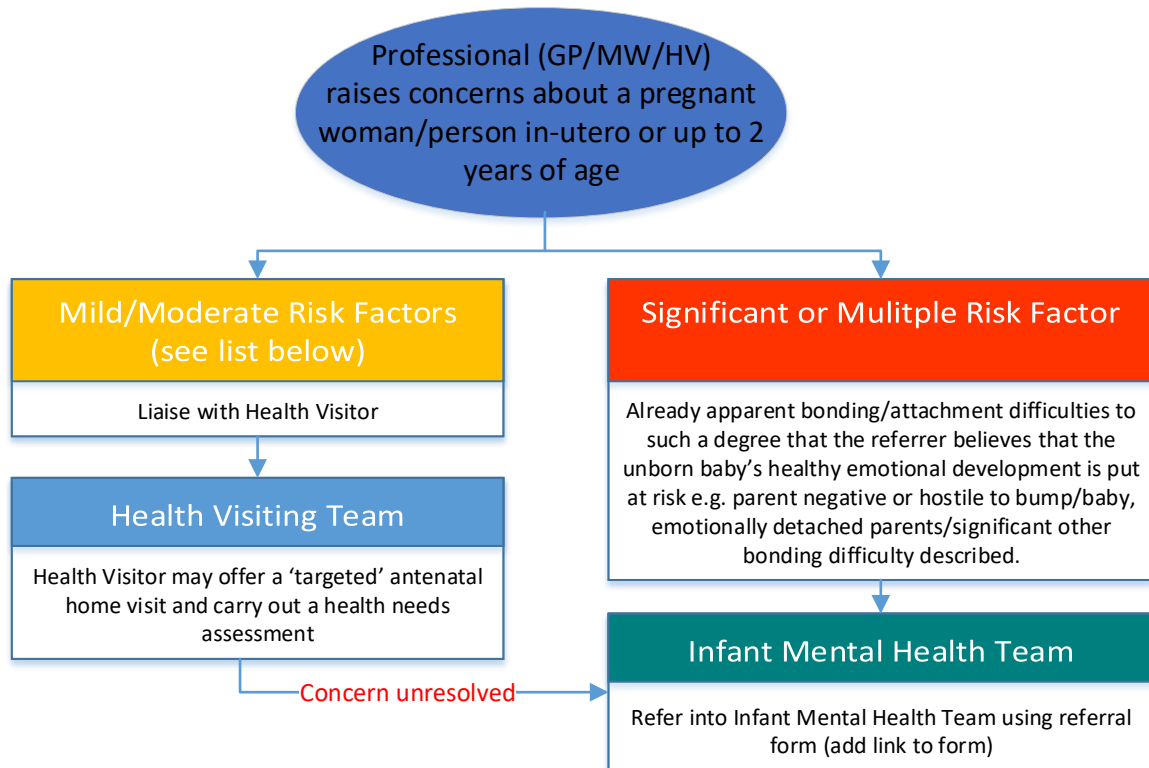 Professional (GP/MW/HV)
raises concerns about a pregnant
woman/person in-utero or up to 2
years of age
Mild/Moderate Risk Factors
(see list below)
Liaise with Health Visitor
Health Visiting Team
Health Visitor may offer a ‘targeted’ antenatal
home visit and carry out a health needs
assessment
Concern unresolved
Significant or Mulitple Risk Factor
Already apparent bonding/attachment difficulties to
such a degree that the referrer believes that the
unborn baby’s healthy emotional development is put
at risk e.g. parent negative or hostile to bump/baby,
emotionally detached parents/significant other
bonding difficulty described.
Infant Mental Health Team
Refer into Infant Mental Health Team using referral
form (add link to form)